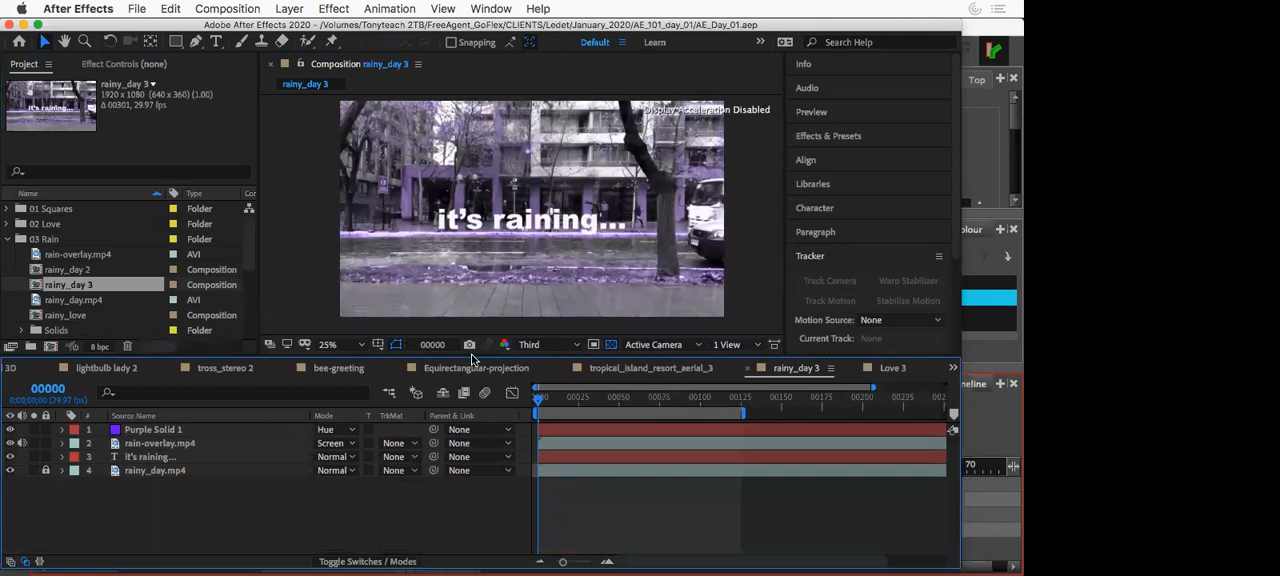 After Effects File Edit Composition Layer Effect Animation View Window Help
Adobe After Effects 2020 - /Volumes/Tonyteach 2TB/FreeAgent_GoFlex/CLIENTS/Ledet/January_2020/AE_101_day_01/AE_Day_01.aep
Snapping Default Learn Search Help
Project Effect Controls (none) Composition rainy_day 3 Info
Top
rainy_day 3
1920 x 1080 (640 x 360) (1.00)
Δ 00301, 29.97 fps
rainy_day 3
Audio
Display Acceleration Disabled
Preview
Effects & Presets
Align
Libraries
Character
Paragraph
Tracker
it's raining...
it's raining...
Name Type
01 Squares Folder
02 Love Folder
03 Rain Folder
rain-overlay.mp4 AVI
rainy_day 2 Composition
rainy_day 3 Composition
rainy_day.mp4 AVI
rainy_love Composition
Solids Folder
8 bpc
Track Camera Warp Stabilizer
Track Motion Stabilize Motion
Motion Source: None
Current Track: None
25% 00000 Third Active Camera 1 View
3D lightbulb lady 2 tross_stereo 2 bee-greeting Equirectangular-projection tropical_island_resort_aerial_3 rainy_day 3 Love 3
00000
0;00;00;00 (29.97 fps)
00025 00050 00075 00100 00125 00150 00175 00200 00225
# Source Name Mode T TrkMat Parent & Link
1 Purple Solid 1 Hue None
2 rain-overlay.mp4 Screen None None
3 T it's raining... Normal None None
4 rainy_day.mp4 Normal None None
Toggle Switches / Modes
70